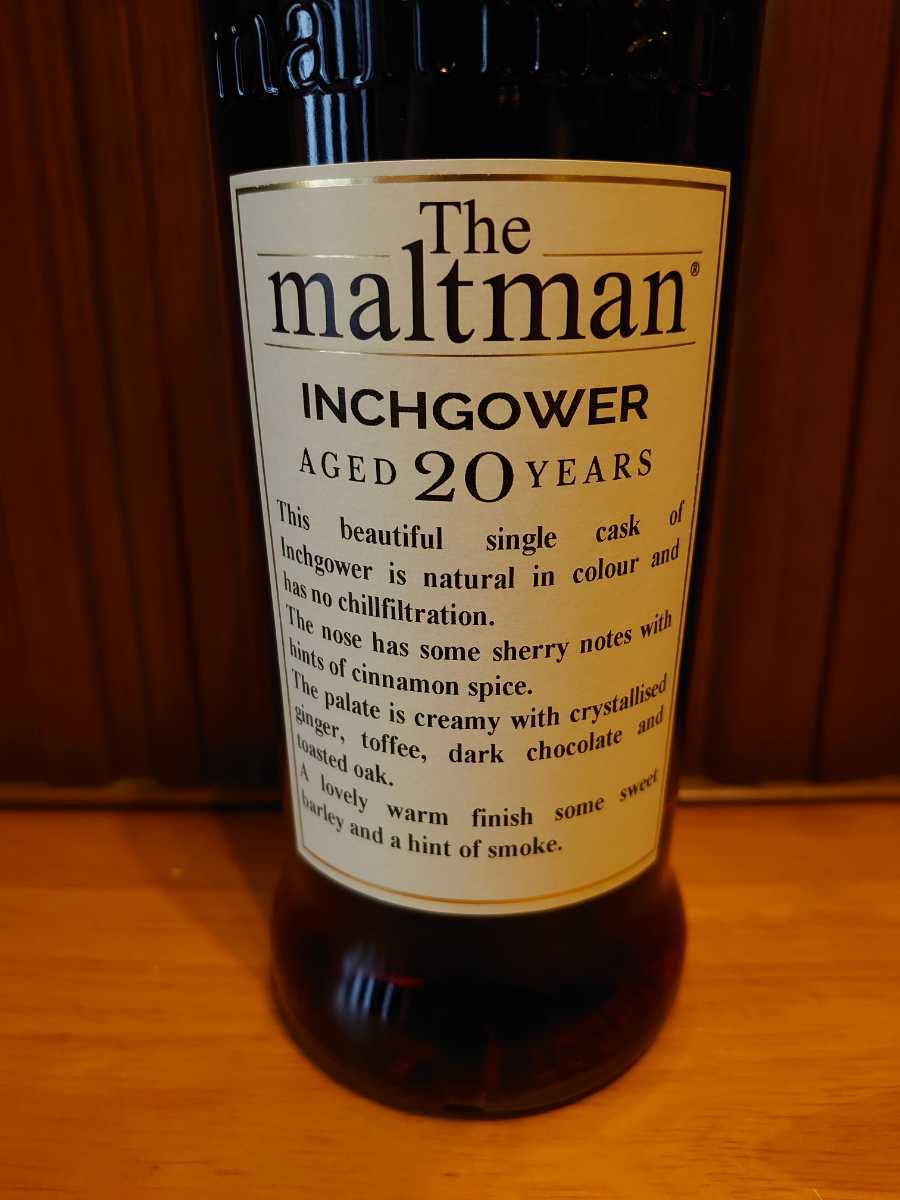 maltman
The
maltman®
INCHGOWER
AGED 20 YEARS
This beautiful single cask of
Inchgower is natural in colour and
has no chillfiltration.
The nose has some sherry notes with
hints of cinnamon spice.
The palate is creamy with crystallised
ginger, toffee, dark chocolate and
toasted oak.
A lovely warm finish some sweet
barley and a hint of smoke.